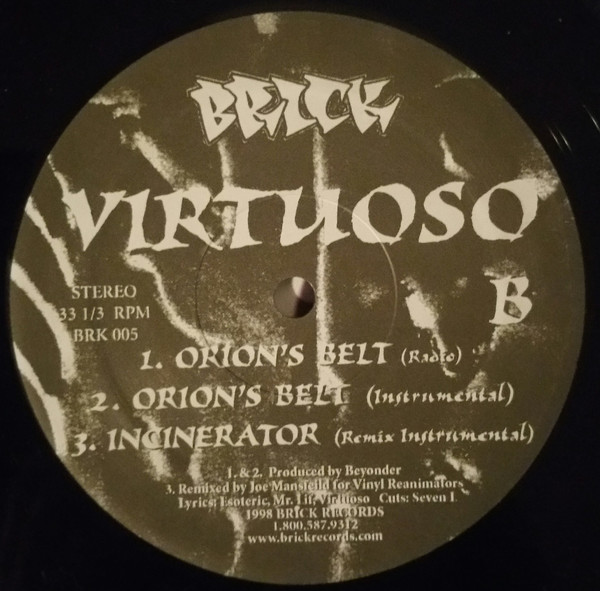 BRICK
VIRTUOSO
B
STEREO
33 1/3 RPM
BRK 005
1. ORION'S BELT (Radio)
2. ORION'S BELT (Instrumental)
3. INCINERATOR (Remix Instrumental)
1. & 2. Produced by Beyonder
3. Remixed by Joe Mansfeild for Vinyl Reanimators
Lyrics: Esoteric, Mr. Lif, Virtuoso Cuts: Seven L
1998 BRICK RECORDS
1.800.587.9312
www.brickrecords.com